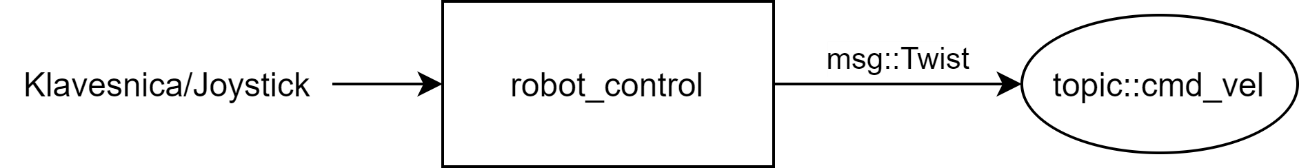 Klavesnica/Joystick
robot_control
msg::Twist
topic::cmd_vel